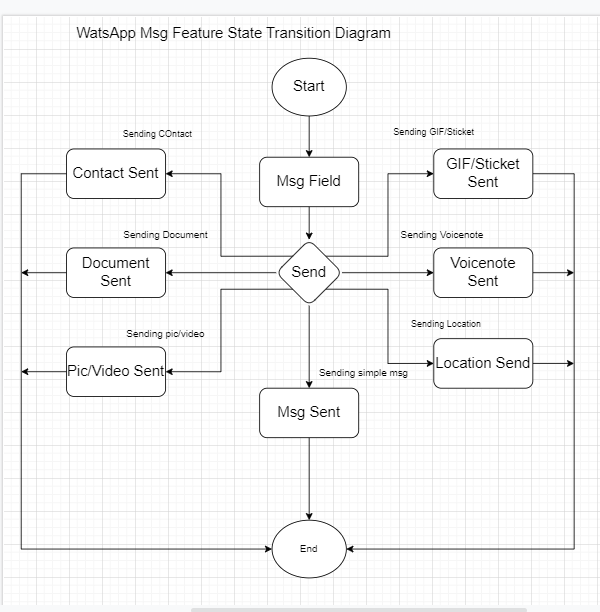 WatsApp Msg Feature State Transition Diagram
Start
Sending COntact
Sending GIF/Sticket
Contact Sent
Msg Field
GIF/Sticket
Sent
Sending Document
Sending Voicenote
Document
Sent
Send
Voicenote
Sent
Sending pic/video
Sending Location
Pic/Video Sent
Sending simple msg
Location Send
Msg Sent
End